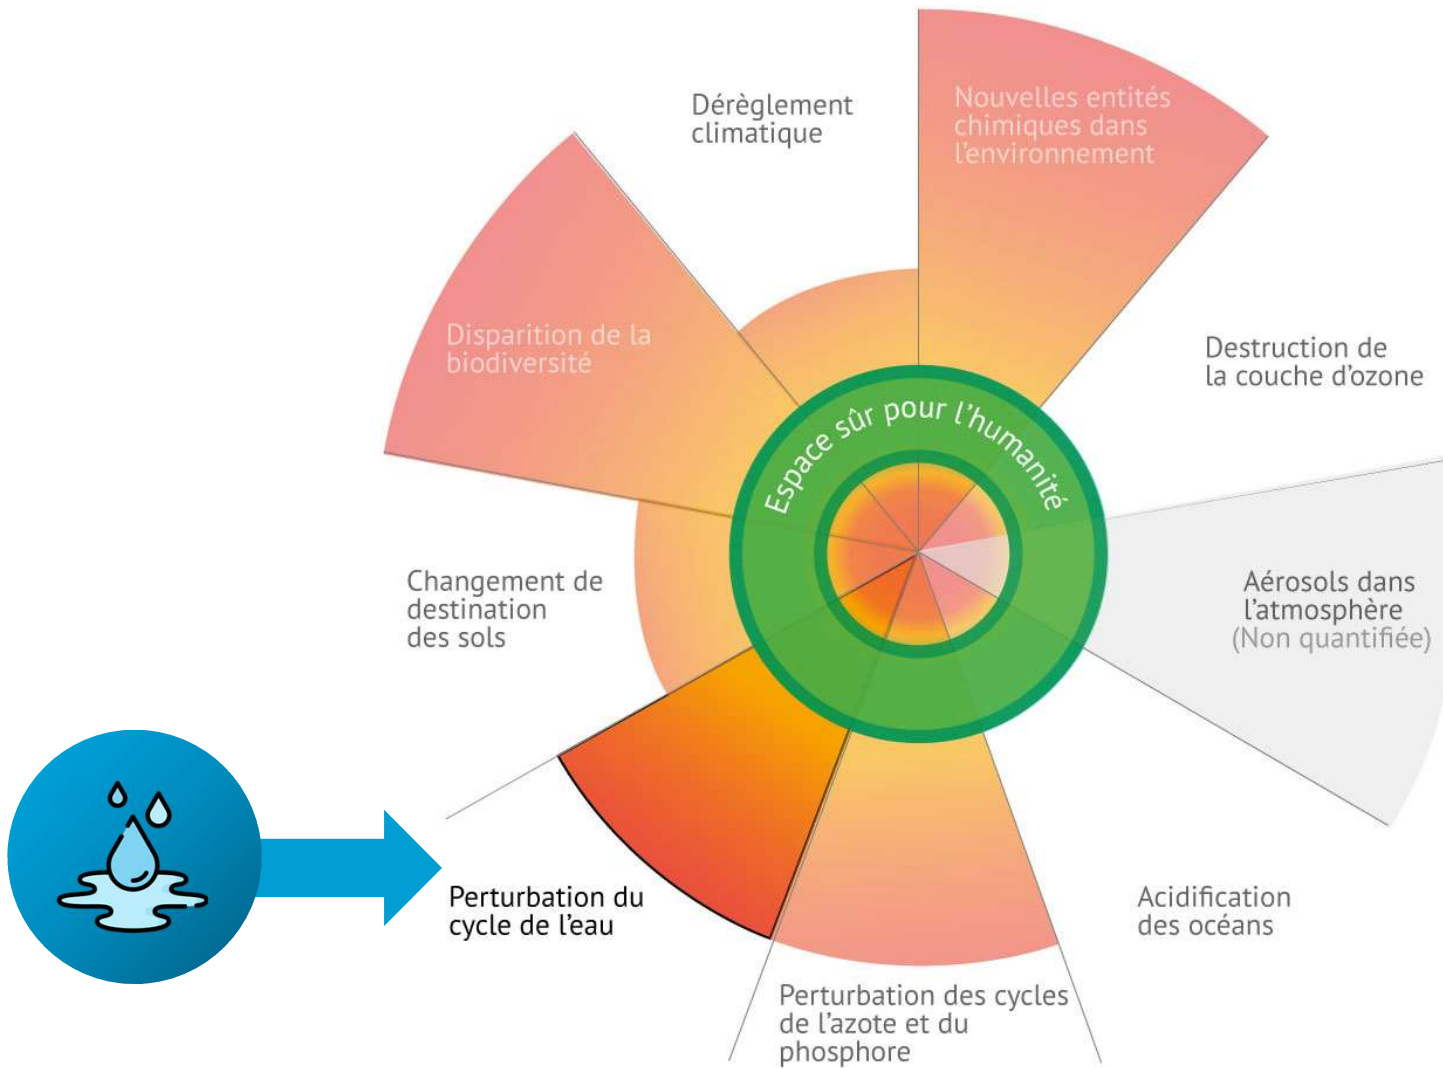 Dérèglement
climatique
Nouvelles entités
chimiques dans
l'environnement
Disparition de la
biodiversité
Destruction de
la couche d'ozone
Espace sûr pour l'humanité
Changement de
destination
des sols
Aérosols dans
l'atmosphère
(Non quantifiée)
Perturbation du
cycle de l'eau
Acidification
des océans
Perturbation des cycles
de l'azote et du
phosphore